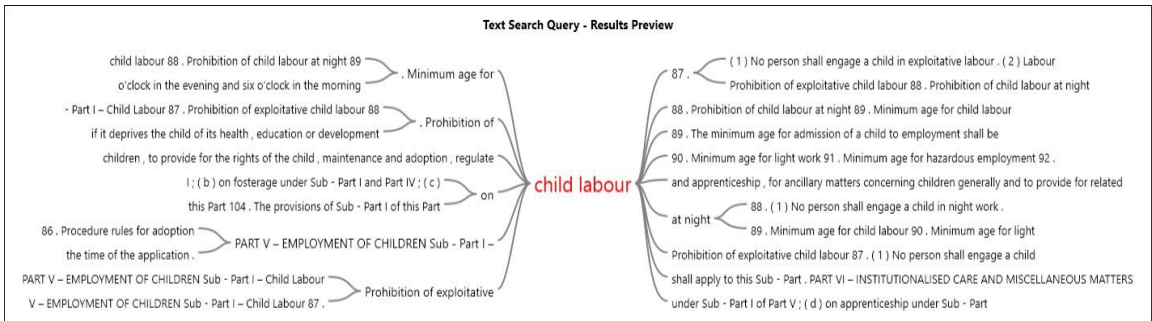 Text Search Query - Results Preview
child labour 88 . Prohibition of child labour at night 89
o'clock in the evening and six o'clock in the morning
. Minimum age for
- Part I – Child Labour 87 . Prohibition of exploitative child labour 88
if it deprives the child of its health , education or development
. Prohibition of
children , to provide for the rights of the child , maintenance and adoption , regulate
I ; ( b ) on fosterage under Sub - Part I and Part IV ; ( c )
this Part 104 . The provisions of Sub - Part I of this Part
on
86 . Procedure rules for adoption
the time of the application .
PART V – EMPLOYMENT OF CHILDREN Sub - Part I –
PART V – EMPLOYMENT OF CHILDREN Sub - Part I – Child Labour
V – EMPLOYMENT OF CHILDREN Sub - Part I – Child Labour 87 .
Prohibition of exploitative
child labour
87 .
( 1 ) No person shall engage a child in exploitative labour . ( 2 ) Labour
Prohibition of exploitative child labour 88 . Prohibition of child labour at night
88 . Prohibition of child labour at night 89 . Minimum age for child labour
89 . The minimum age for admission of a child to employment shall be
90 . Minimum age for light work 91 . Minimum age for hazardous employment 92 .
and apprenticeship , for ancillary matters concerning children generally and to provide for related
at night
88 . ( 1 ) No person shall engage a child in night work .
89 . Minimum age for child labour 90 . Minimum age for light
Prohibition of exploitative child labour 87 . ( 1 ) No person shall engage a child
shall apply to this Sub - Part . PART VI – INSTITUTIONALISED CARE AND MISCELLANEOUS MATTERS
under Sub - Part I of Part V ; ( d ) on apprenticeship under Sub - Part